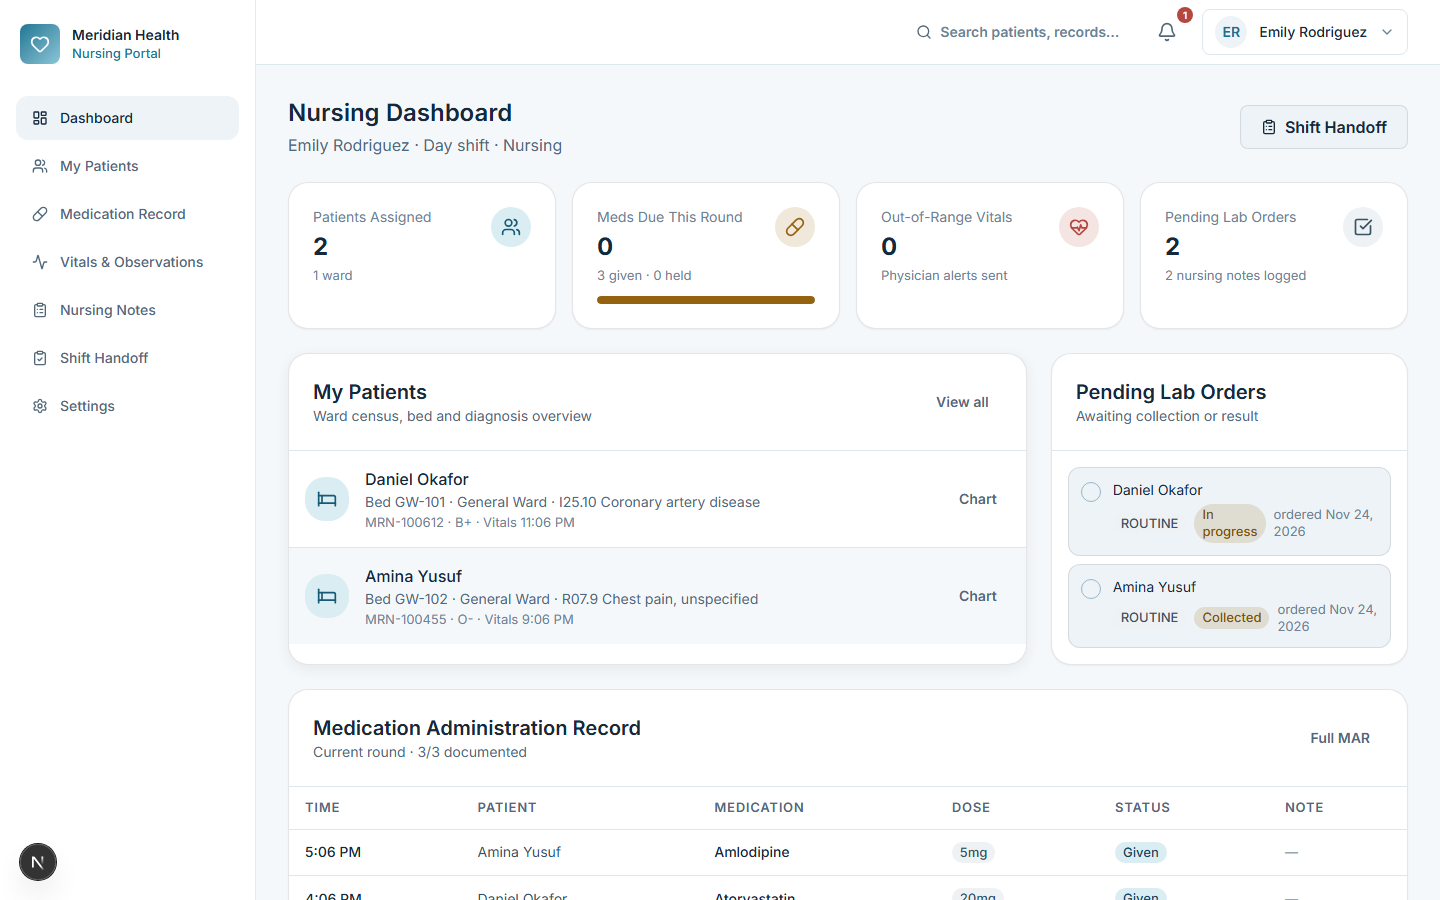 Meridian Health
Nursing Portal
Dashboard
My Patients
Medication Record
Vitals & Observations
Nursing Notes
Shift Handoff
Settings
N
Search patients, records...
1
ER
Emily Rodriguez
Nursing Dashboard
Emily Rodriguez · Day shift · Nursing
Shift Handoff
Patients Assigned
2
1 ward
Meds Due This Round
0
3 given · 0 held
Out-of-Range Vitals
0
Physician alerts sent
Pending Lab Orders
2
2 nursing notes logged
My Patients
Ward census, bed and diagnosis overview
View all
Daniel Okafor
Bed GW-101 · General Ward · I25.10 Coronary artery disease
MRN-100612 · B+ · Vitals 11:06 PM
Chart
Amina Yusuf
Bed GW-102 · General Ward · R07.9 Chest pain, unspecified
MRN-100455 · O- · Vitals 9:06 PM
Chart
Pending Lab Orders
Awaiting collection or result
Daniel Okafor
ROUTINE
In
progress
ordered Nov 24,
2026
Amina Yusuf
ROUTINE
Collected
ordered Nov 24,
2026
Medication Administration Record
Current round · 3/3 documented
Full MAR
TIME PATIENT MEDICATION DOSE STATUS NOTE
5:06 PM Amina Yusuf Amlodipine 5mg Given —
4:06 PM Daniel Okafor Atorvastatin 20mg Given —